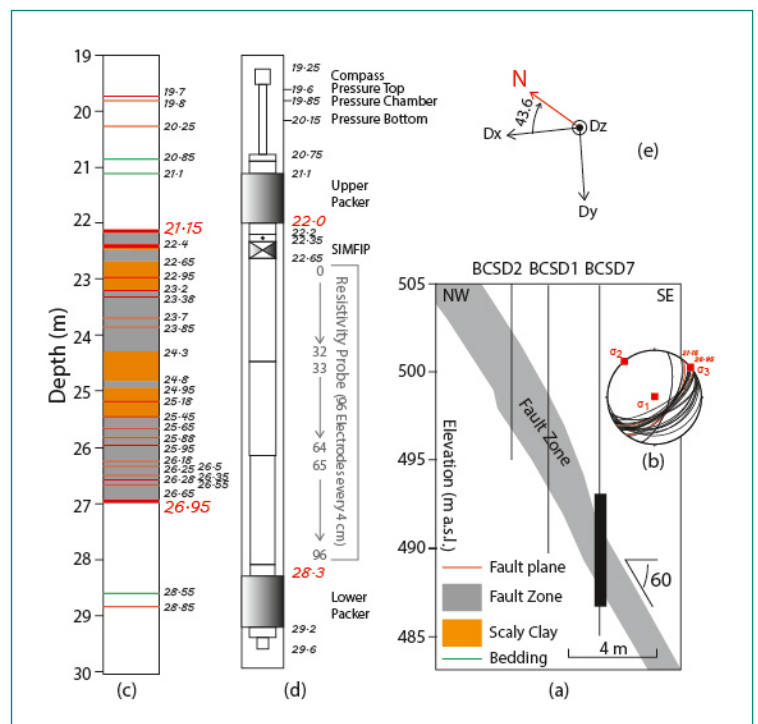 19
20
21
22
23
24
25
26
27
28
29
30
Depth (m)
19·7
19·8
20·25
20·85
21·1
21·15
22·4
22·65
22·95
23·2
23·38
23·7
23·85
24·3
24·8
24·95
25·18
25·45
25·65
25·88
25·95
26·18
26·25 26·5
26·28 26·35
26·55
26·65
26·95
28·55
28·85
(c)
19·25
19·6
19·85
20·15
20·75
21·1
22·0
22·2
22·35
22·65
28·3
29·2
29·6
Compass
Pressure Top
Pressure Chamber
Pressure Bottom
Upper
Packer
SIMFIP
0
32
33
64
65
96
Resistivity Probe (96 Electrodes every 4 cm)
Lower
Packer
(d)
N
43.6
Dx
Dz
Dy
(e)
BCSD2 BCSD1 BCSD7
505
500
495
490
485
Elevation (m a.s.l.)
NW
SE
Fault Zone
σ2
21·15
26·95
σ3
σ1
(b)
60
Fault plane
Fault Zone
Scaly Clay
Bedding
4 m
(a)